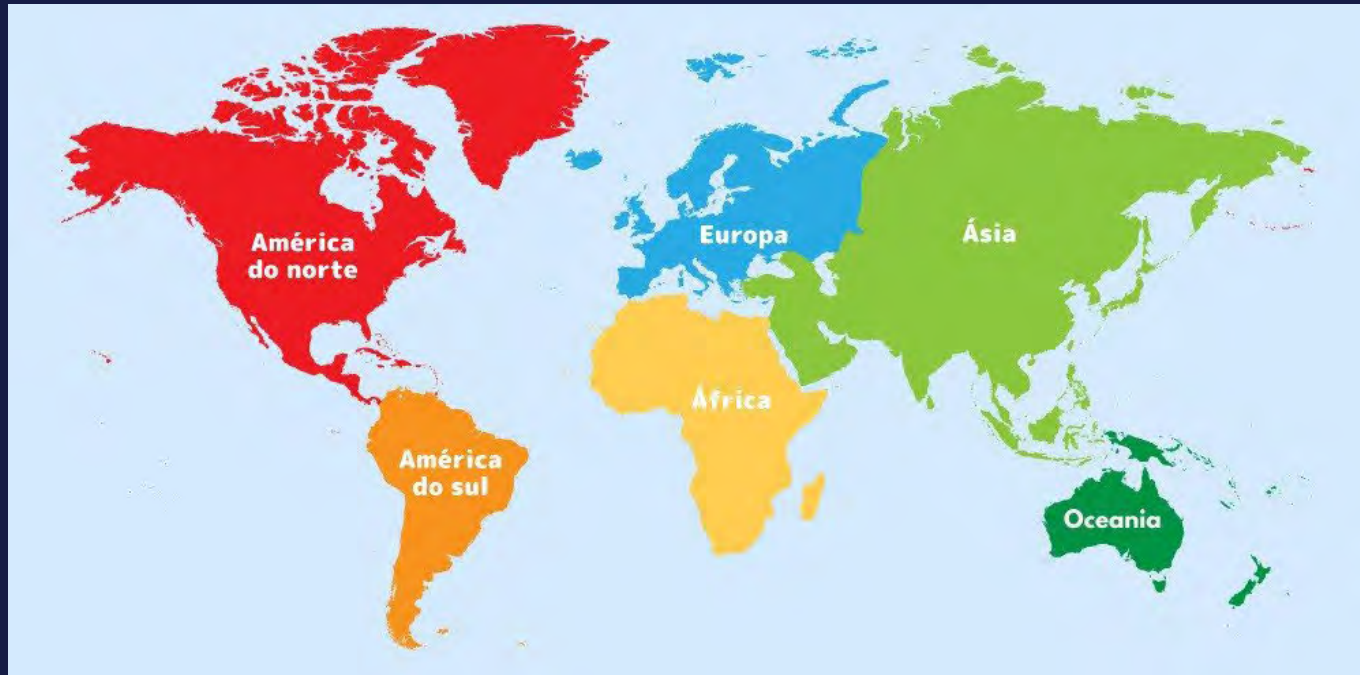 América
do norte
Europa
Ásia
África
América
do sul
Oceania